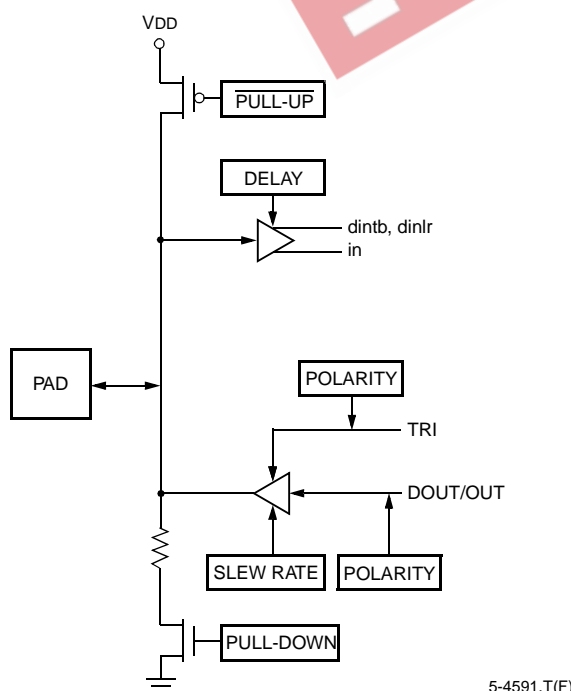 VDD
PULL-UP
DELAY
dintb, dinlr
in
PAD
POLARITY
TRI
DOUT/OUT
SLEW RATE
POLARITY
PULL-DOWN
5-4591.T(F)